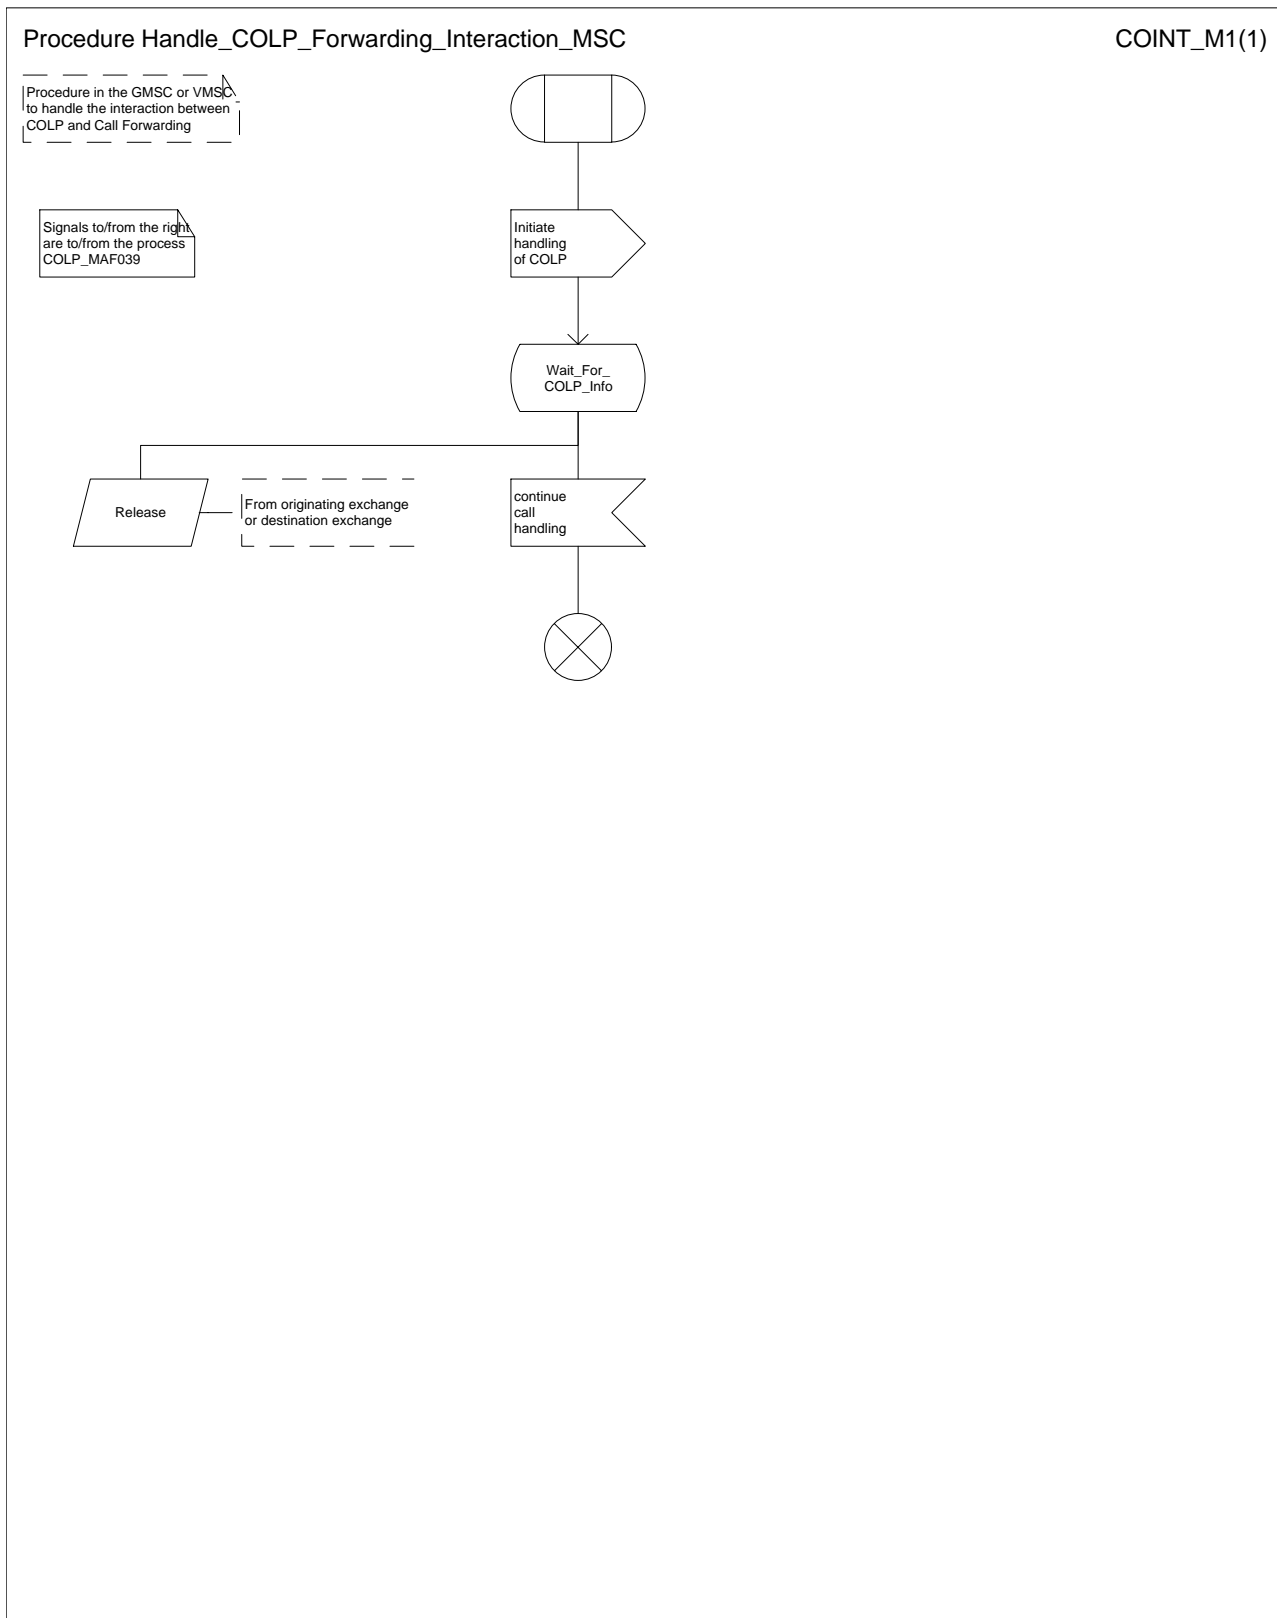 Procedure Handle_COLP_Forwarding_Interaction_MSC
COINT_M1(1)
Procedure in the GMSC or VMSC
to handle the interaction between
COLP and Call Forwarding
Signals to/from the right
are to/from the process
COLP_MAF039
Initiate
handling
of COLP
Wait_For_
COLP_Info
Release
From originating exchange
or destination exchange
continue
call
handling